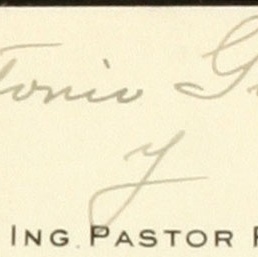 Tonio G
y
ING. PASTOR R